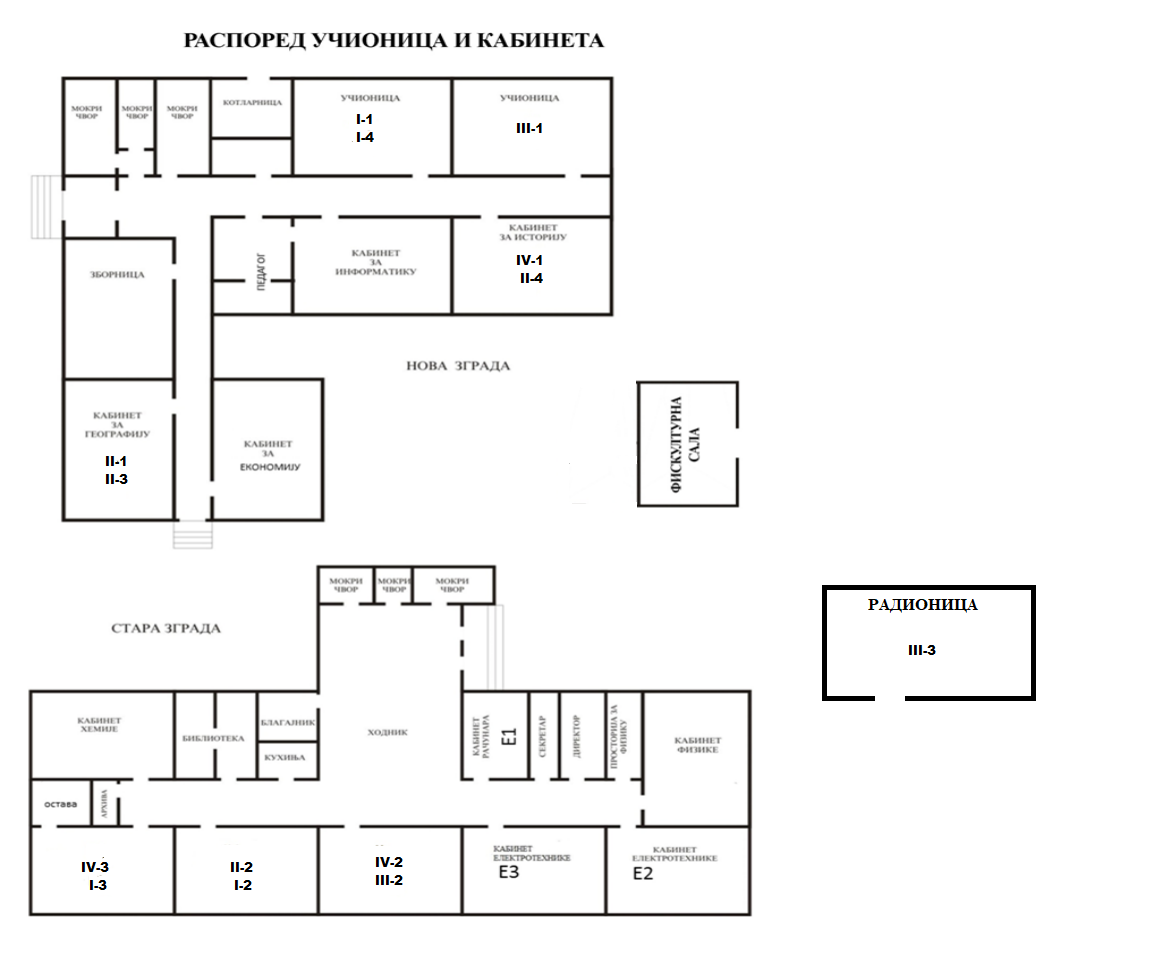 РАСПОРЕД УЧИОНИЦА И КАБИНЕТА
МОКРИ
ЧВОР
МОКРИ
ЧВОР
МОКРИ
ЧВОР
КОТЛАРНИЦА
УЧИОНИЦА
I-1
I-4
УЧИОНИЦА
III-1
ЗБОРНИЦА
ПЕДАГОГ
КАБИНЕТ
ЗА
ИНФОРМАТИКУ
КАБИНЕТ
ЗА ИСТОРИЈУ
IV-1
II-4
НОВА ЗГРАДА
КАБИНЕТ
ЗА
ГЕОГРАФИЈУ
II-1
II-3
КАБИНЕТ
ЗА
ЕКОНОМИЈУ
ФИСКУЛТУРНА
САЛА
МОКРИ
ЧВОР
МОКРИ
ЧВОР
МОКРИ
ЧВОР
СТАРА ЗГРАДА
РАДИОНИЦА
III-3
КАБИНЕТ
ХЕМИЈЕ
БИБЛИОТЕКА
БЛАГАЈНИК
КУХИЊА
ХОДНИК
КАБИНЕТ
РАЧУНАРА
Е1
СЕКРЕТАР
ДИРЕКТОР
ПРОСТОРИЈА ЗА
ФИЗИКУ
КАБИНЕТ
ФИЗИКЕ
остава
АРХИВА
IV-3
I-3
II-2
I-2
IV-2
III-2
КАБИНЕТ
ЕЛЕКТРОТЕХНИКЕ
Е3
КАБИНЕТ
ЕЛЕКТРОТЕХНИКЕ
Е2